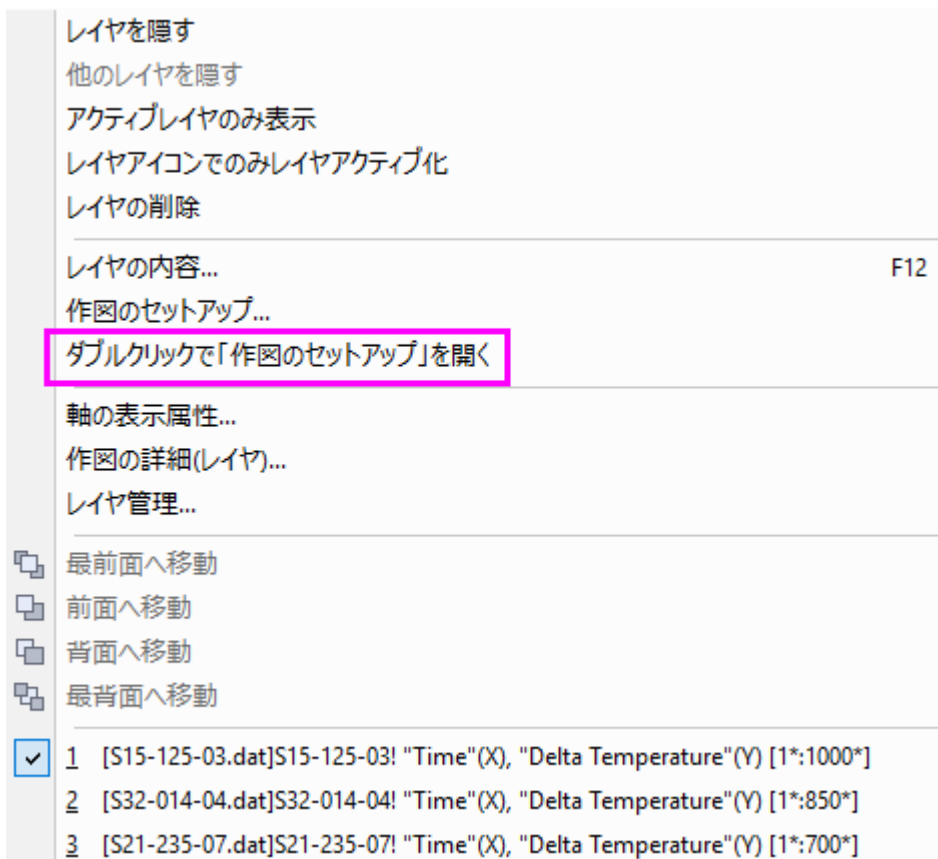 レイヤを隠す
他のレイヤを隠す
アクティブレイヤのみ表示
レイヤアイコンでのみレイヤアクティブ化
レイヤの削除
レイヤの内容... F12
作図のセットアップ...
ダブルクリックで「作図のセットアップ」を開く
軸の表示属性...
作図の詳細(レイヤ)...
レイヤ管理...
最前面へ移動
前面へ移動
背面へ移動
最背面へ移動
1 [S15-125-03.dat]S15-125-03! "Time"(X), "Delta Temperature"(Y) [1*:1000*]
2 [S32-014-04.dat]S32-014-04! "Time"(X), "Delta Temperature"(Y) [1*:850*]
3 [S21-235-07.dat]S21-235-07! "Time"(X), "Delta Temperature"(Y) [1*:700*]